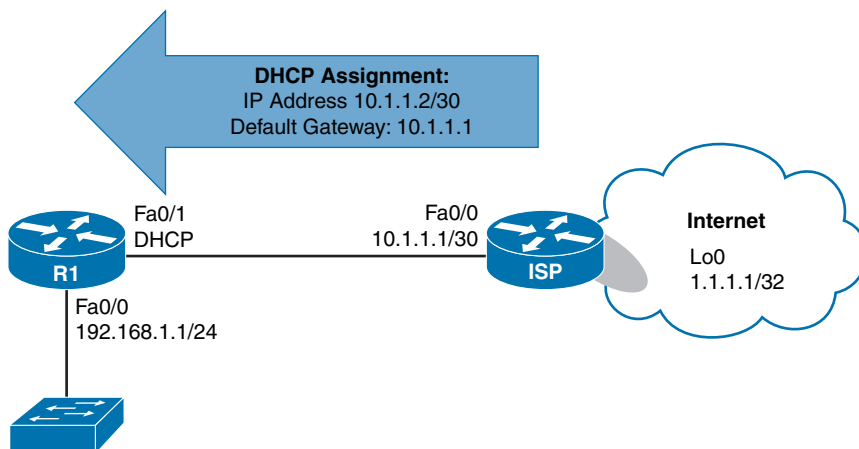 DHCP Assignment:
IP Address 10.1.1.2/30
Default Gateway: 10.1.1.1
Fa0/1
DHCP
Fa0/0
10.1.1.1/30
Internet
Lo0
1.1.1.1/32
R1
ISP
Fa0/0
192.168.1.1/24